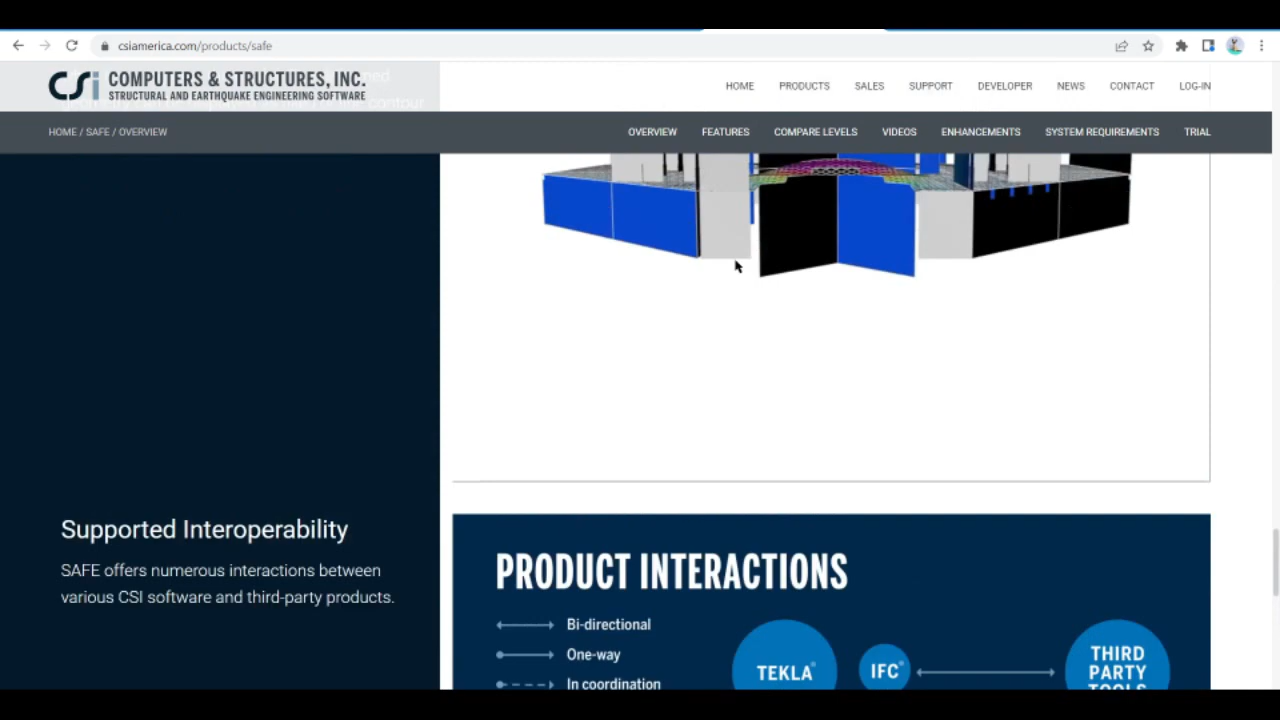 csiamerica.com/products/safe
CSi COMPUTERS & STRUCTURES, INC.
STRUCTURAL AND EARTHQUAKE ENGINEERING SOFTWARE
HOME PRODUCTS SALES SUPPORT DEVELOPER NEWS CONTACT LOG-IN
HOME / SAFE / OVERVIEW
OVERVIEW FEATURES COMPARE LEVELS VIDEOS ENHANCEMENTS SYSTEM REQUIREMENTS TRIAL
Supported Interoperability
SAFE offers numerous interactions between
various CSI software and third-party products.
PRODUCT INTERACTIONS
Bi-directional
One-way
In coordination
TEKLA®
IFC®
THIRD
PARTY
TOOLS